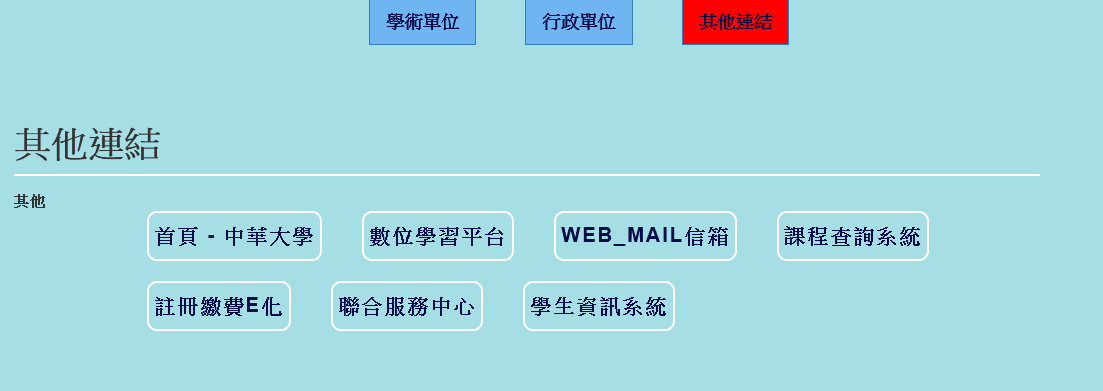 學術單位 行政單位 其他連結
其他連結
其他
首頁 - 中華大學 數位學習平台 WEB_MAIL信箱 課程查詢系統
註冊繳費E化 聯合服務中心 學生資訊系統